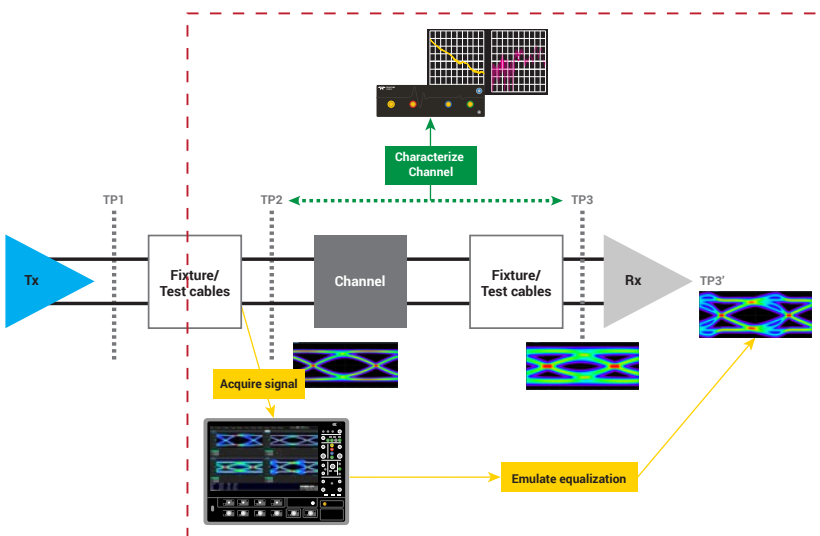 Characterize
Channel
TP1
TP2
TP3
Tx
Fixture/
Test cables
Channel
Fixture/
Test cables
Rx
TP3'
Acquire signal
Emulate equalization